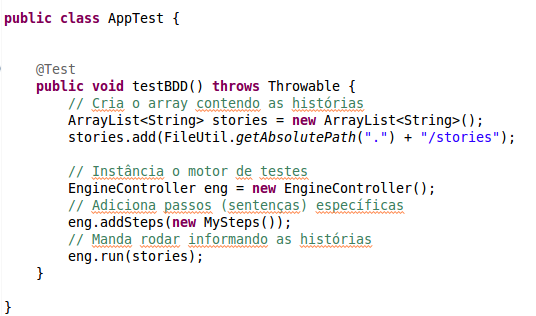 public class AppTest {
@Test
public void testBDD() throws Throwable {
// Cria o array contendo as histórias
ArrayList<String> stories = new ArrayList<String>();
stories.add(FileUtil.getAbsolutePath(".") + "/stories");
// Instância o motor de testes
EngineController eng = new EngineController();
// Adiciona passos (sentenças) específicas
eng.addSteps(new MySteps());
// Manda rodar informando as histórias
eng.run(stories);
}
}